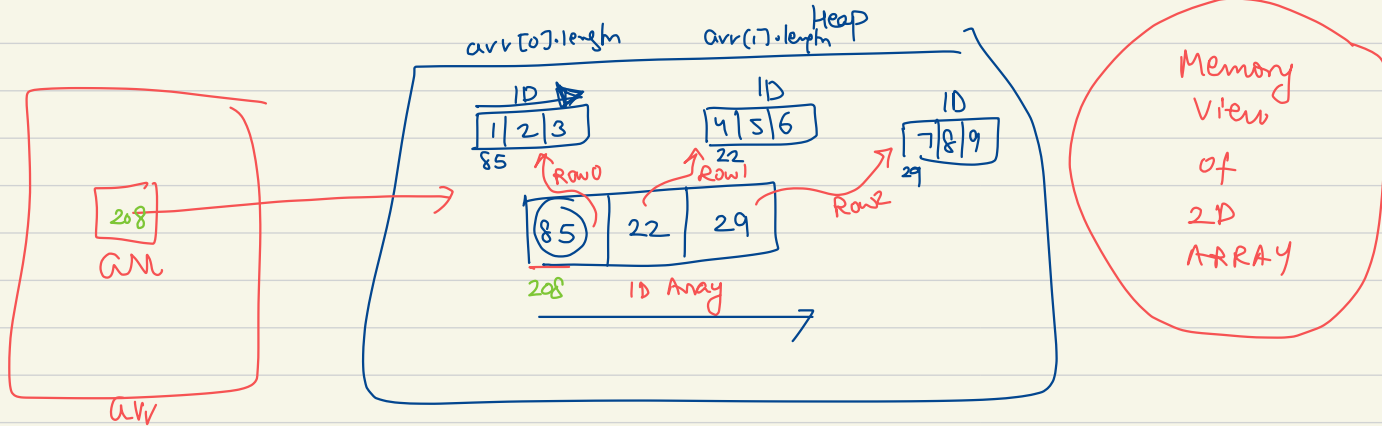 Heap
arr[0].length arr(i).length
1D 1D 1D
1 2 3 4 5 6 7 8 9
85 22 29
Row0 Row1 Row2
208 85 22 29
arr
208 1D Array
arr
Memory
View
of
2D
ARRAY